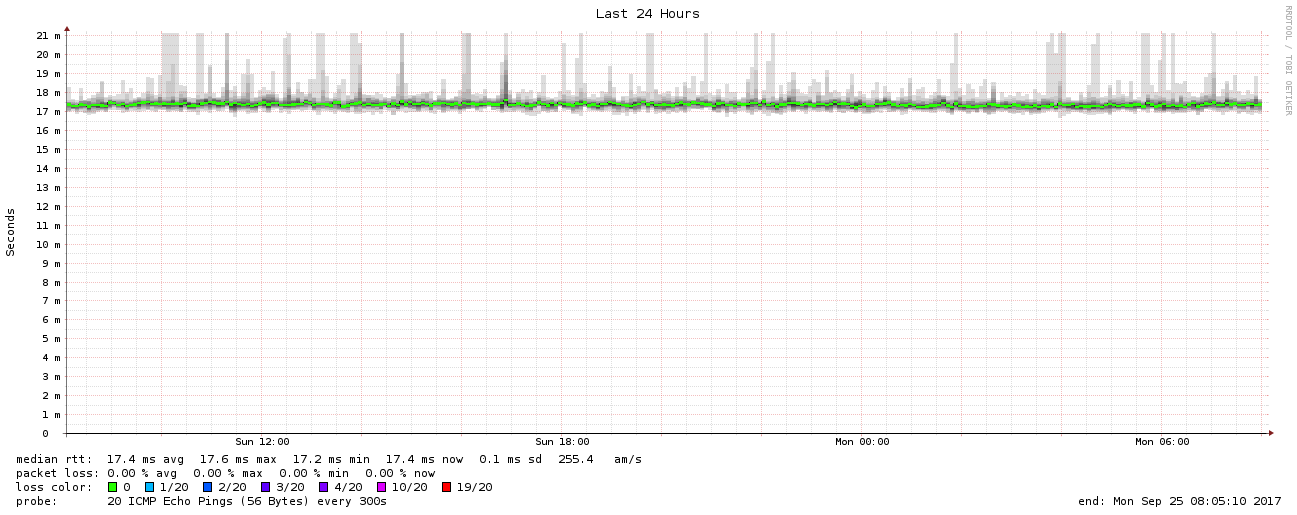 Last 24 Hours
RRDTOOL / TOBI OETIKER
Seconds
21 m
20 m
19 m
18 m
17 m
16 m
15 m
14 m
13 m
12 m
11 m
10 m
9 m
8 m
7 m
6 m
5 m
4 m
3 m
2 m
1 m
0
Sun 12:00 Sun 18:00 Mon 00:00 Mon 06:00
median rtt: 17.4 ms avg 17.6 ms max 17.2 ms min 17.4 ms now 0.1 ms sd 255.4 am/s
packet loss: 0.00 % avg 0.00 % max 0.00 % min 0.00 % now
loss color: 0 1/20 2/20 3/20 4/20 10/20 19/20
probe: 20 ICMP Echo Pings (56 Bytes) every 300s end: Mon Sep 25 08:05:10 2017